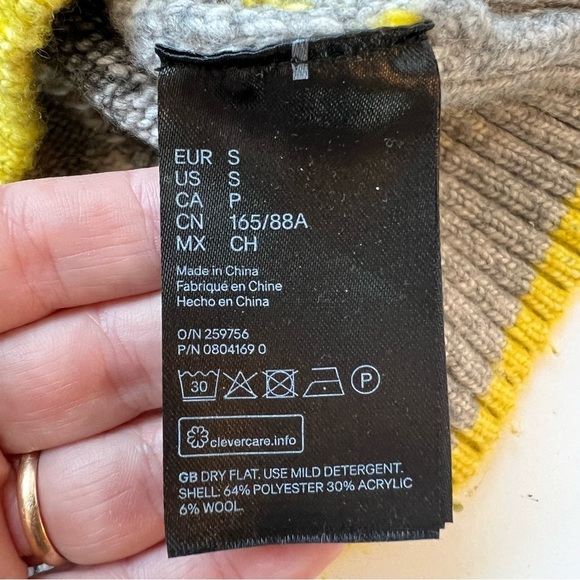 EUR S
US S
CA P
CN 165/88A
MX CH
Made in China
Fabriqué en Chine
Hecho en China
O/N 259756
P/N 0804169 0
30 P
clevercare.info
GB DRY FLAT. USE MILD DETERGENT.
SHELL: 64% POLYESTER 30% ACRYLIC
6% WOOL.